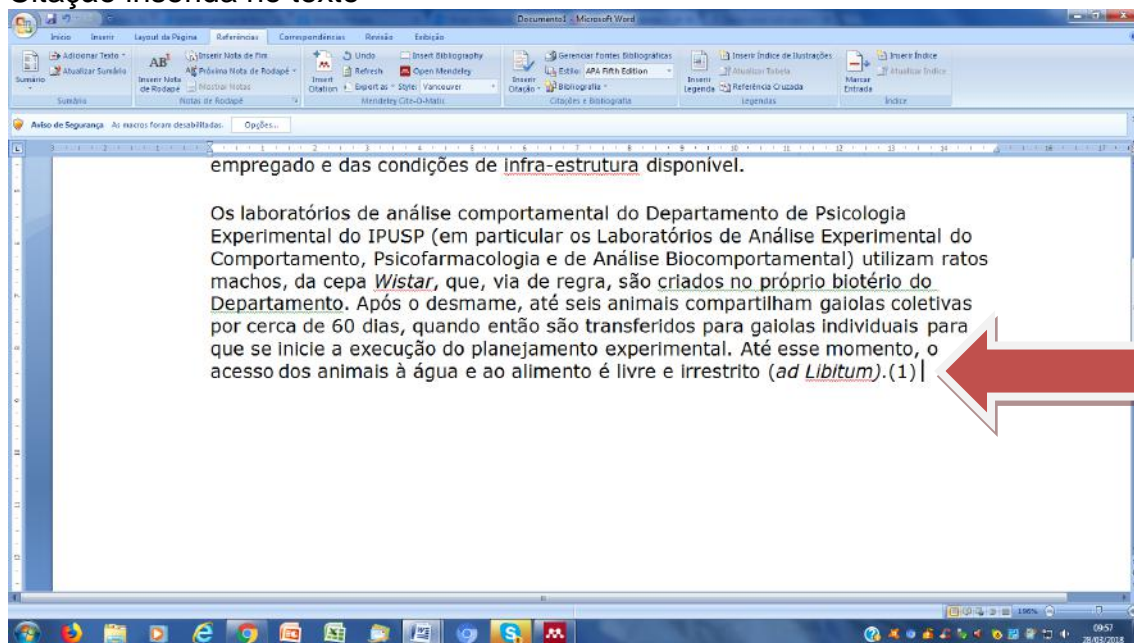 Citação inserida no texto
Documento1 - Microsoft Word
Início Inserir Layout da Página Referências Correspondências Revisão Exibição
Adicionar Texto Inserir Nota de Fim Undo Insert Bibliography Gerenciar Fontes Bibliográficas Inserir Índice de Ilustrações Inserir Índice
Atualizar Sumário AB¹ Próxima Nota de Rodapé Refresh Open Mendeley Estilo: APA Fifth Edition Atualizar Tabela Atualizar Índice
Sumário Inserir Nota de Rodapé Mostrar Notas Insert Citation Export as Style: Vancouver Inserir Citação Bibliografia Inserir Legenda Referência Cruzada Marcar Entrada
Sumário Notas de Rodapé Mendeley Cite-O-Matic Citações e Bibliografia Legendas Índice
Aviso de Segurança As macros foram desabilitadas. Opções...
empregado e das condições de infra-estrutura disponível.
Os laboratórios de análise comportamental do Departamento de Psicologia
Experimental do IPUSP (em particular os Laboratórios de Análise Experimental do
Comportamento, Psicofarmacologia e de Análise Biocomportamental) utilizam ratos
machos, da cepa Wistar, que, via de regra, são criados no próprio biotério do
Departamento. Após o desmame, até seis animais compartilham gaiolas coletivas
por cerca de 60 dias, quando então são transferidos para gaiolas individuais para
que se inicie a execução do planejamento experimental. Até esse momento, o
acesso dos animais à água e ao alimento é livre e irrestrito (ad Libitum).(1)
09:57
28/03/2018